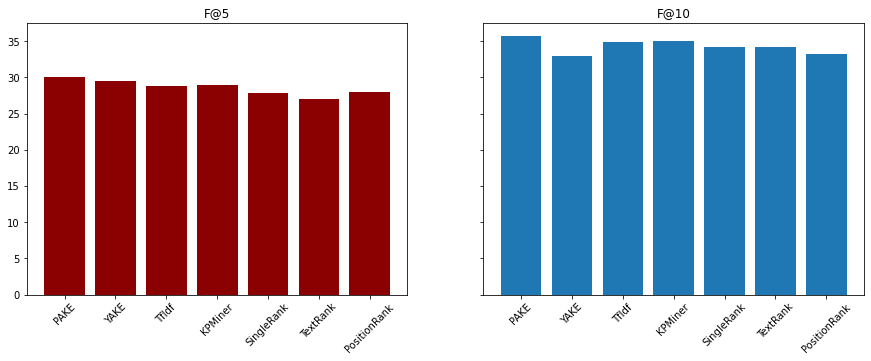 F@5
F@10
35
30
25
20
15
10
5
0
PAKE
YAKE
TfIdf
KPMiner
SingleRank
TextRank
PositionRank
PAKE
YAKE
TfIdf
KPMiner
SingleRank
TextRank
PositionRank